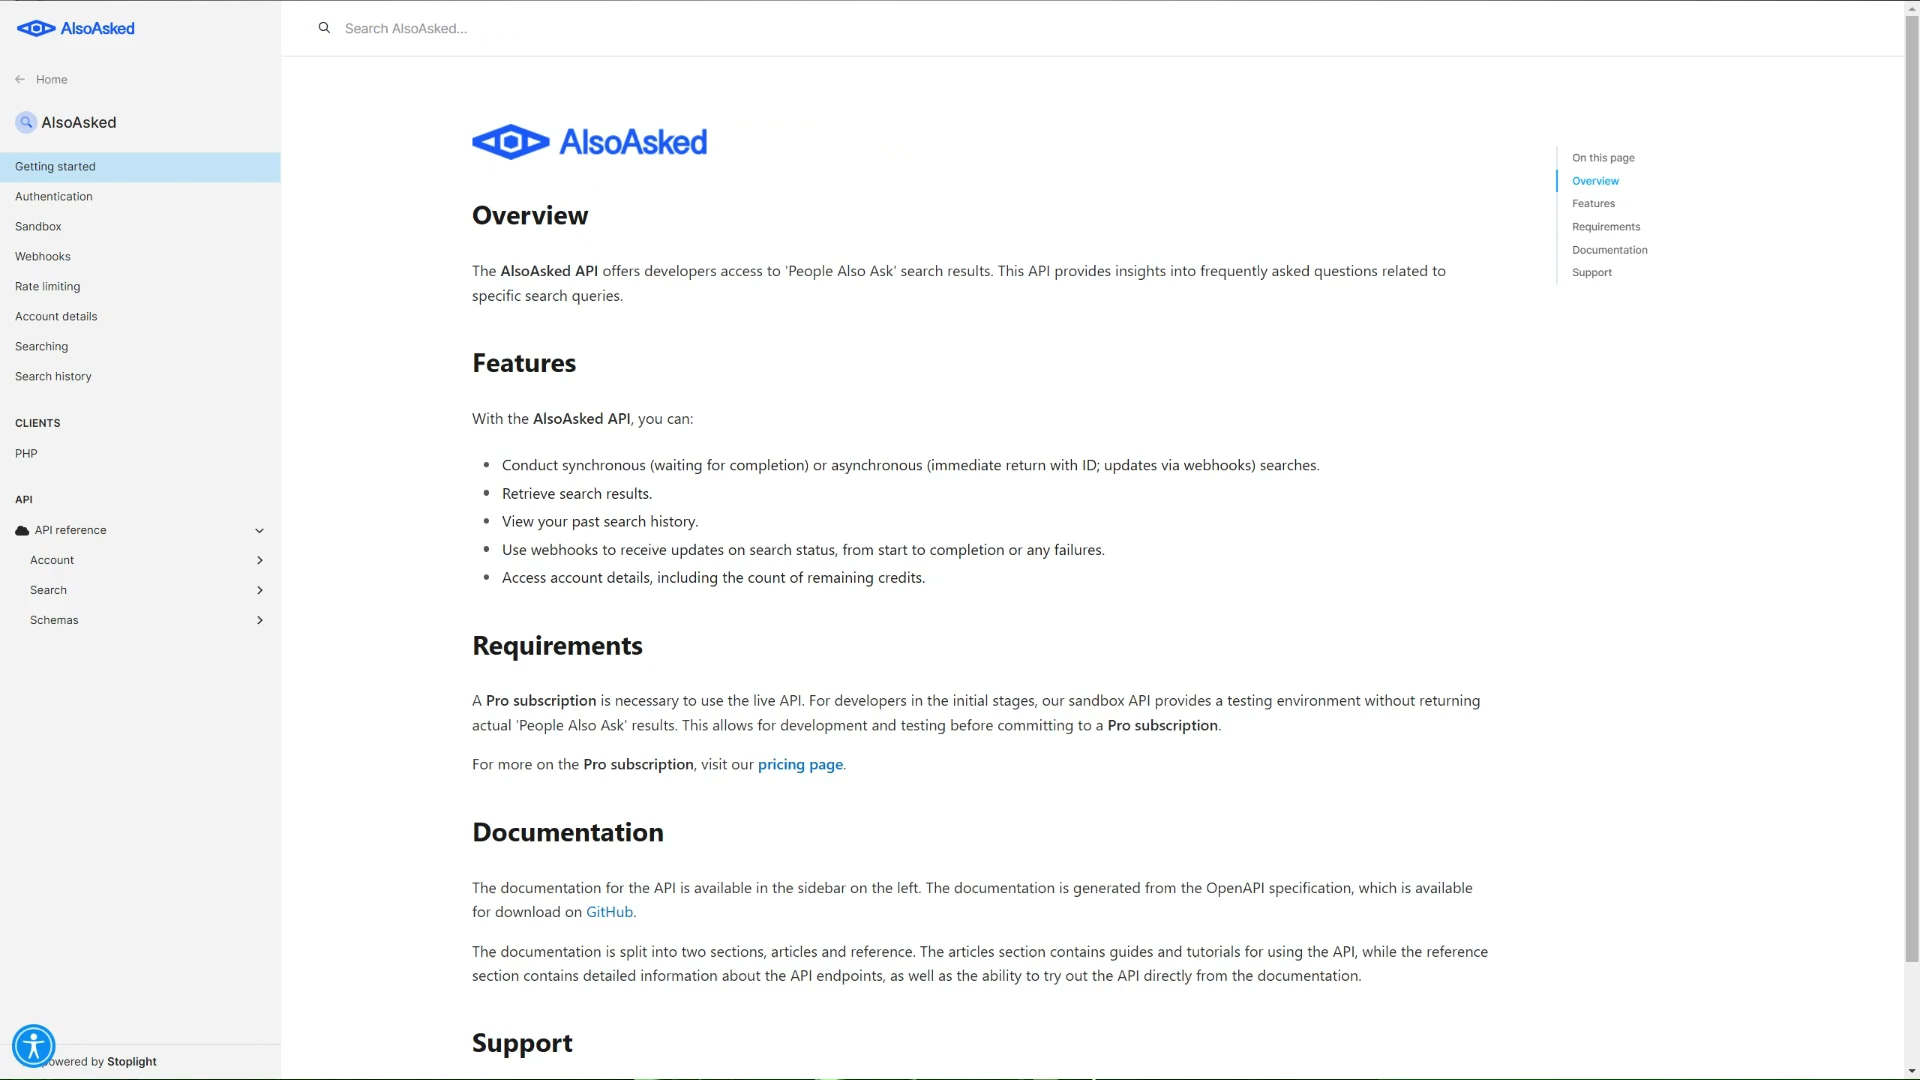 AlsoAsked
Search AlsoAsked...
Home
AlsoAsked
Getting started
Authentication
Sandbox
Webhooks
Rate limiting
Account details
Searching
Search history
CLIENTS
PHP
API
API reference
Account
Search
Schemas
powered by Stoplight
AlsoAsked
Overview
The AlsoAsked API offers developers access to 'People Also Ask' search results. This API provides insights into frequently asked questions related to
specific search queries.
Features
With the AlsoAsked API, you can:
Conduct synchronous (waiting for completion) or asynchronous (immediate return with ID; updates via webhooks) searches.
Retrieve search results.
View your past search history.
Use webhooks to receive updates on search status, from start to completion or any failures.
Access account details, including the count of remaining credits.
Requirements
A Pro subscription is necessary to use the live API. For developers in the initial stages, our sandbox API provides a testing environment without returning
actual 'People Also Ask' results. This allows for development and testing before committing to a Pro subscription.
For more on the Pro subscription, visit our pricing page.
Documentation
The documentation for the API is available in the sidebar on the left. The documentation is generated from the OpenAPI specification, which is available
for download on GitHub.
The documentation is split into two sections, articles and reference. The articles section contains guides and tutorials for using the API, while the reference
section contains detailed information about the API endpoints, as well as the ability to try out the API directly from the documentation.
Support
On this page
Overview
Features
Requirements
Documentation
Support